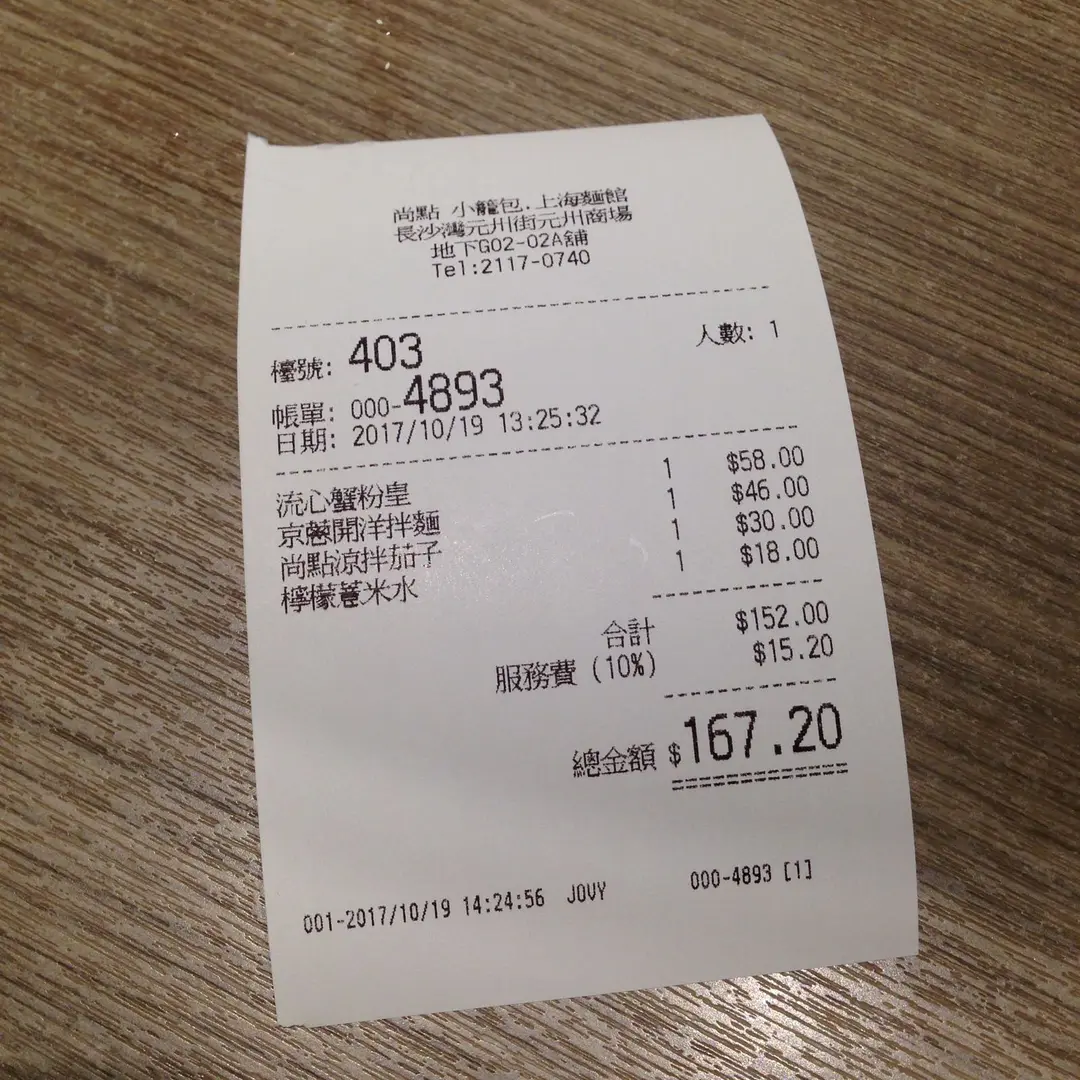 尚點 小籠包.上海麵館
長沙灣元州街元州商場
地下G02-02A舖
Tel:2117-0740
檯號: 403 人數: 1
帳單: 000-4893
日期: 2017/10/19 13:25:32
流心蟹粉皇 1 $58.00
京蔥開洋拌麵 1 $46.00
尚點涼拌茄子 1 $30.00
檸檬薏米水 1 $18.00
合計 $152.00
服務費 (10%) $15.20
總金額 $167.20
001-2017/10/19 14:24:56 JOVY 000-4893 [1]